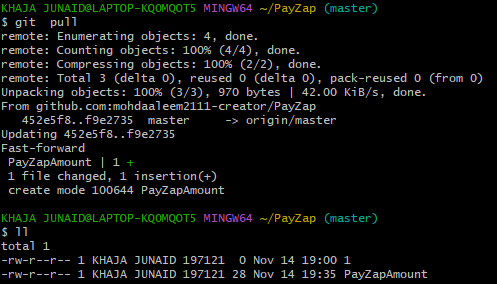 KHAJA JUNAID@LAPTOP-KQ0MQOT5 MINGW64 ~/PayZap (master)
$ git  pull
remote: Enumerating objects: 4, done.
remote: Counting objects: 100% (4/4), done.
remote: Compressing objects: 100% (2/2), done.
remote: Total 3 (delta 0), reused 0 (delta 0), pack-reused 0 (from 0)
Unpacking objects: 100% (3/3), 970 bytes | 42.00 KiB/s, done.
From github.com:mohdaaleem2111-creator/PayZap
   452e5f8..f9e2735  master     -> origin/master
Updating 452e5f8..f9e2735
Fast-forward
 PayZapAmount | 1 +
 1 file changed, 1 insertion(+)
 create mode 100644 PayZapAmount
KHAJA JUNAID@LAPTOP-KQ0MQOT5 MINGW64 ~/PayZap (master)
$ ll
total 1
-rw-r--r-- 1 KHAJA JUNAID 197121  0 Nov 14 19:00 1
-rw-r--r-- 1 KHAJA JUNAID 197121 28 Nov 14 19:35 PayZapAmount